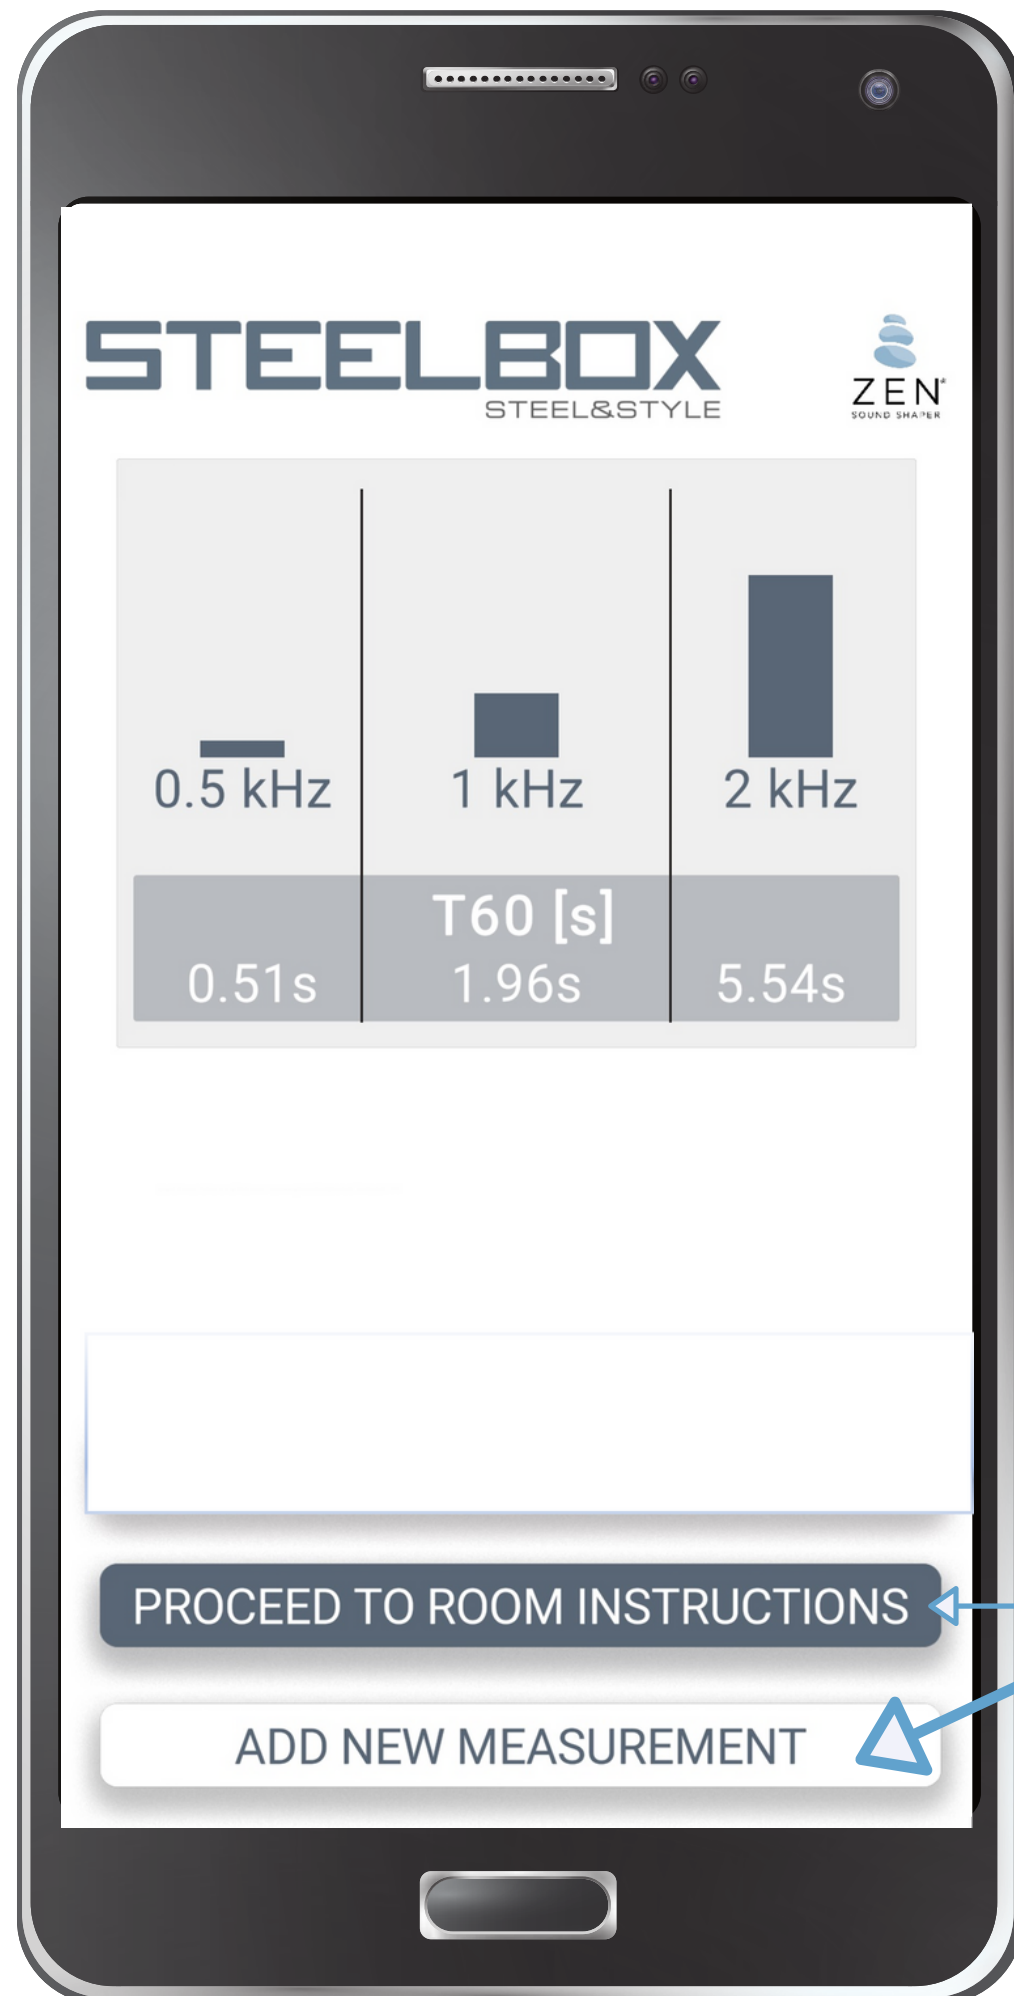 STEELBOX
STEEL&STYLE
ZEN
SOUND SHAPER
0.5 kHz 1 kHz 2 kHz
T60 [s]
0.51s 1.96s 5.54s
PROCEED TO ROOM INSTRUCTIONS
ADD NEW MEASUREMENT